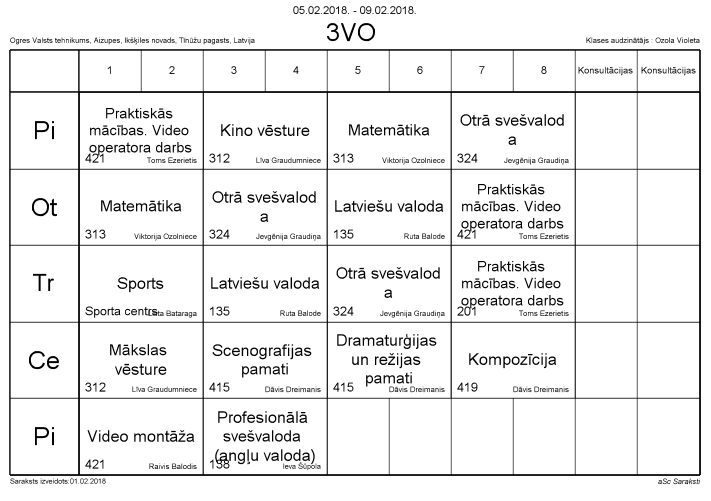 05.02.2018. - 09.02.2018.
Ogres Valsts tehnikums, Aizupes, Ikšķiles novads, Tīnūžu pagasts, Latvija
3VO
Klases audzinātājs : Ozola Violeta
1 2 3 4 5 6 7 8 Konsultācijas Konsultācijas
Pi
Praktiskās
mācības. Video
operatora darbs
421 Toms Ezerietis
Kino vēsture
312 Līva Graudumniece
Matemātika
313 Viktorija Ozolniece
Otrā svešvalod
a
324 Jevgēnija Graudiņa
Ot
Matemātika
313 Viktorija Ozolniece
Otrā svešvalod
a
324 Jevgēnija Graudiņa
Latviešu valoda
135 Ruta Balode
Praktiskās
mācības. Video
operatora darbs
421 Toms Ezerietis
Tr
Sports
Sporta centrs Bataraga
Latviešu valoda
135 Ruta Balode
Otrā svešvalod
a
324 Jevgēnija Graudiņa
Praktiskās
mācības. Video
operatora darbs
201 Toms Ezerietis
Ce
Mākslas
vēsture
312 Līva Graudumniece
Scenografijas
pamati
415 Dāvis Dreimanis
Dramaturģijas
un režijas
pamati
415 Dāvis Dreimanis
Kompozīcija
419 Dāvis Dreimanis
Pi
Video montāža
421 Raivis Balodis
Profesionālā
svešvaloda
(angļu valoda)
138 Ieva Sūpola
Saraksts izveidots:01.02.2018
aSc Saraksti